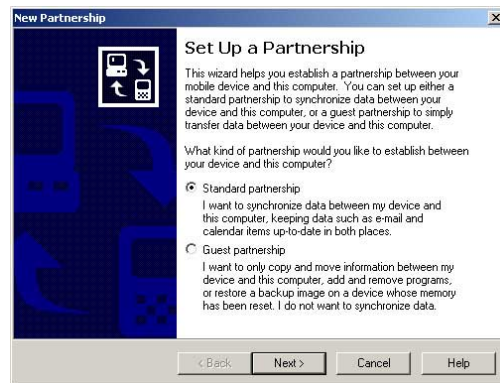 New Partnership
Set Up a Partnership
This wizard helps you establish a partnership between your
mobile device and this computer. You can set up either a
standard partnership to synchronize data between your
device and this computer, or a guest partnership to simply
transfer data between your device and this computer.
What kind of partnership would you like to establish between
your device and this computer?
Standard partnership
I want to synchronize data between my device and
this computer, keeping data such as e-mail and
calendar items up-to-date in both places.
Guest partnership
I want to only copy and move information between my
device and this computer, add and remove programs,
or restore a backup image on a device whose memory
has been reset. I do not want to synchronize data.
< Back Next > Cancel Help